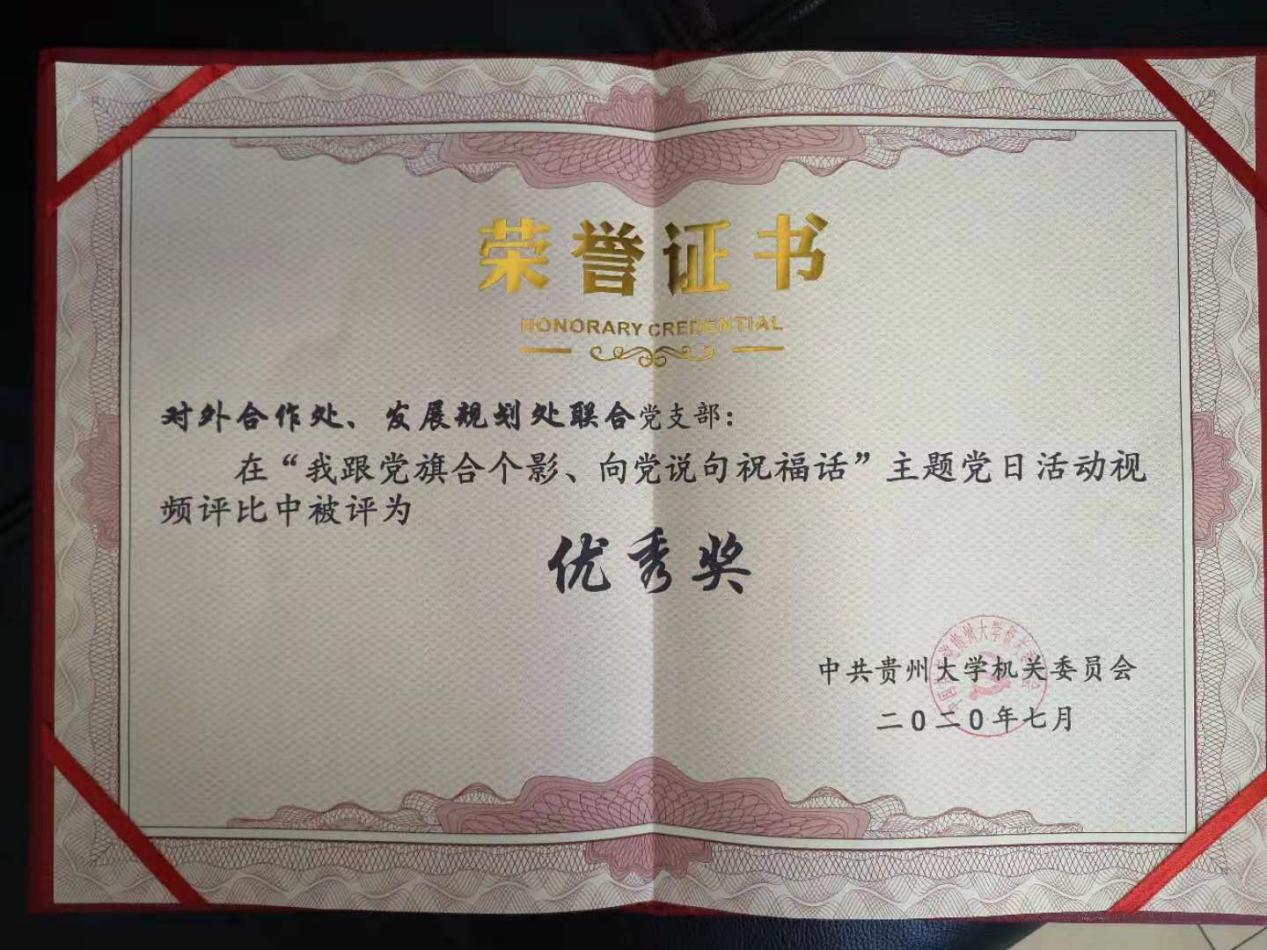 荣誉证书
HONORARY CREDENTIAL
对外合作处、发展规划处联合党支部：
在“我跟党旗合个影、向党说句祝福话”主题党日活动视
频评比中被评为
优秀奖
中共贵州大学机关委员会
二0二0年七月